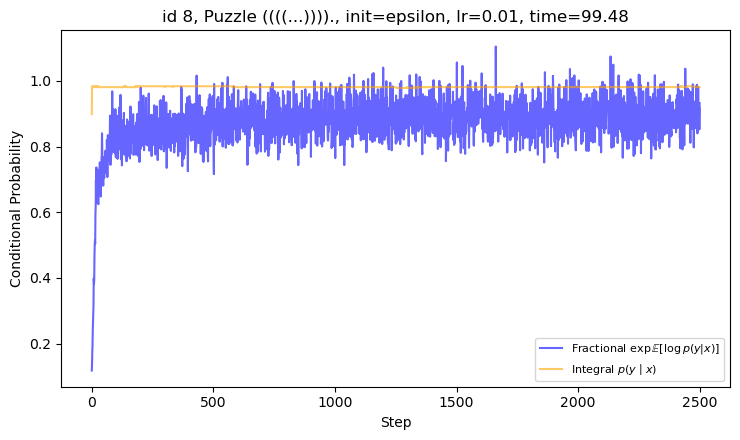 id 8, Puzzle ((((...))))., init=epsilon, lr=0.01, time=99.48
Conditional Probability
1.0
0.8
0.6
0.4
0.2
0
500
1000
1500
2000
2500
Step
Fractional exp𝔼[log p(y|x)]
Integral p(y | x)